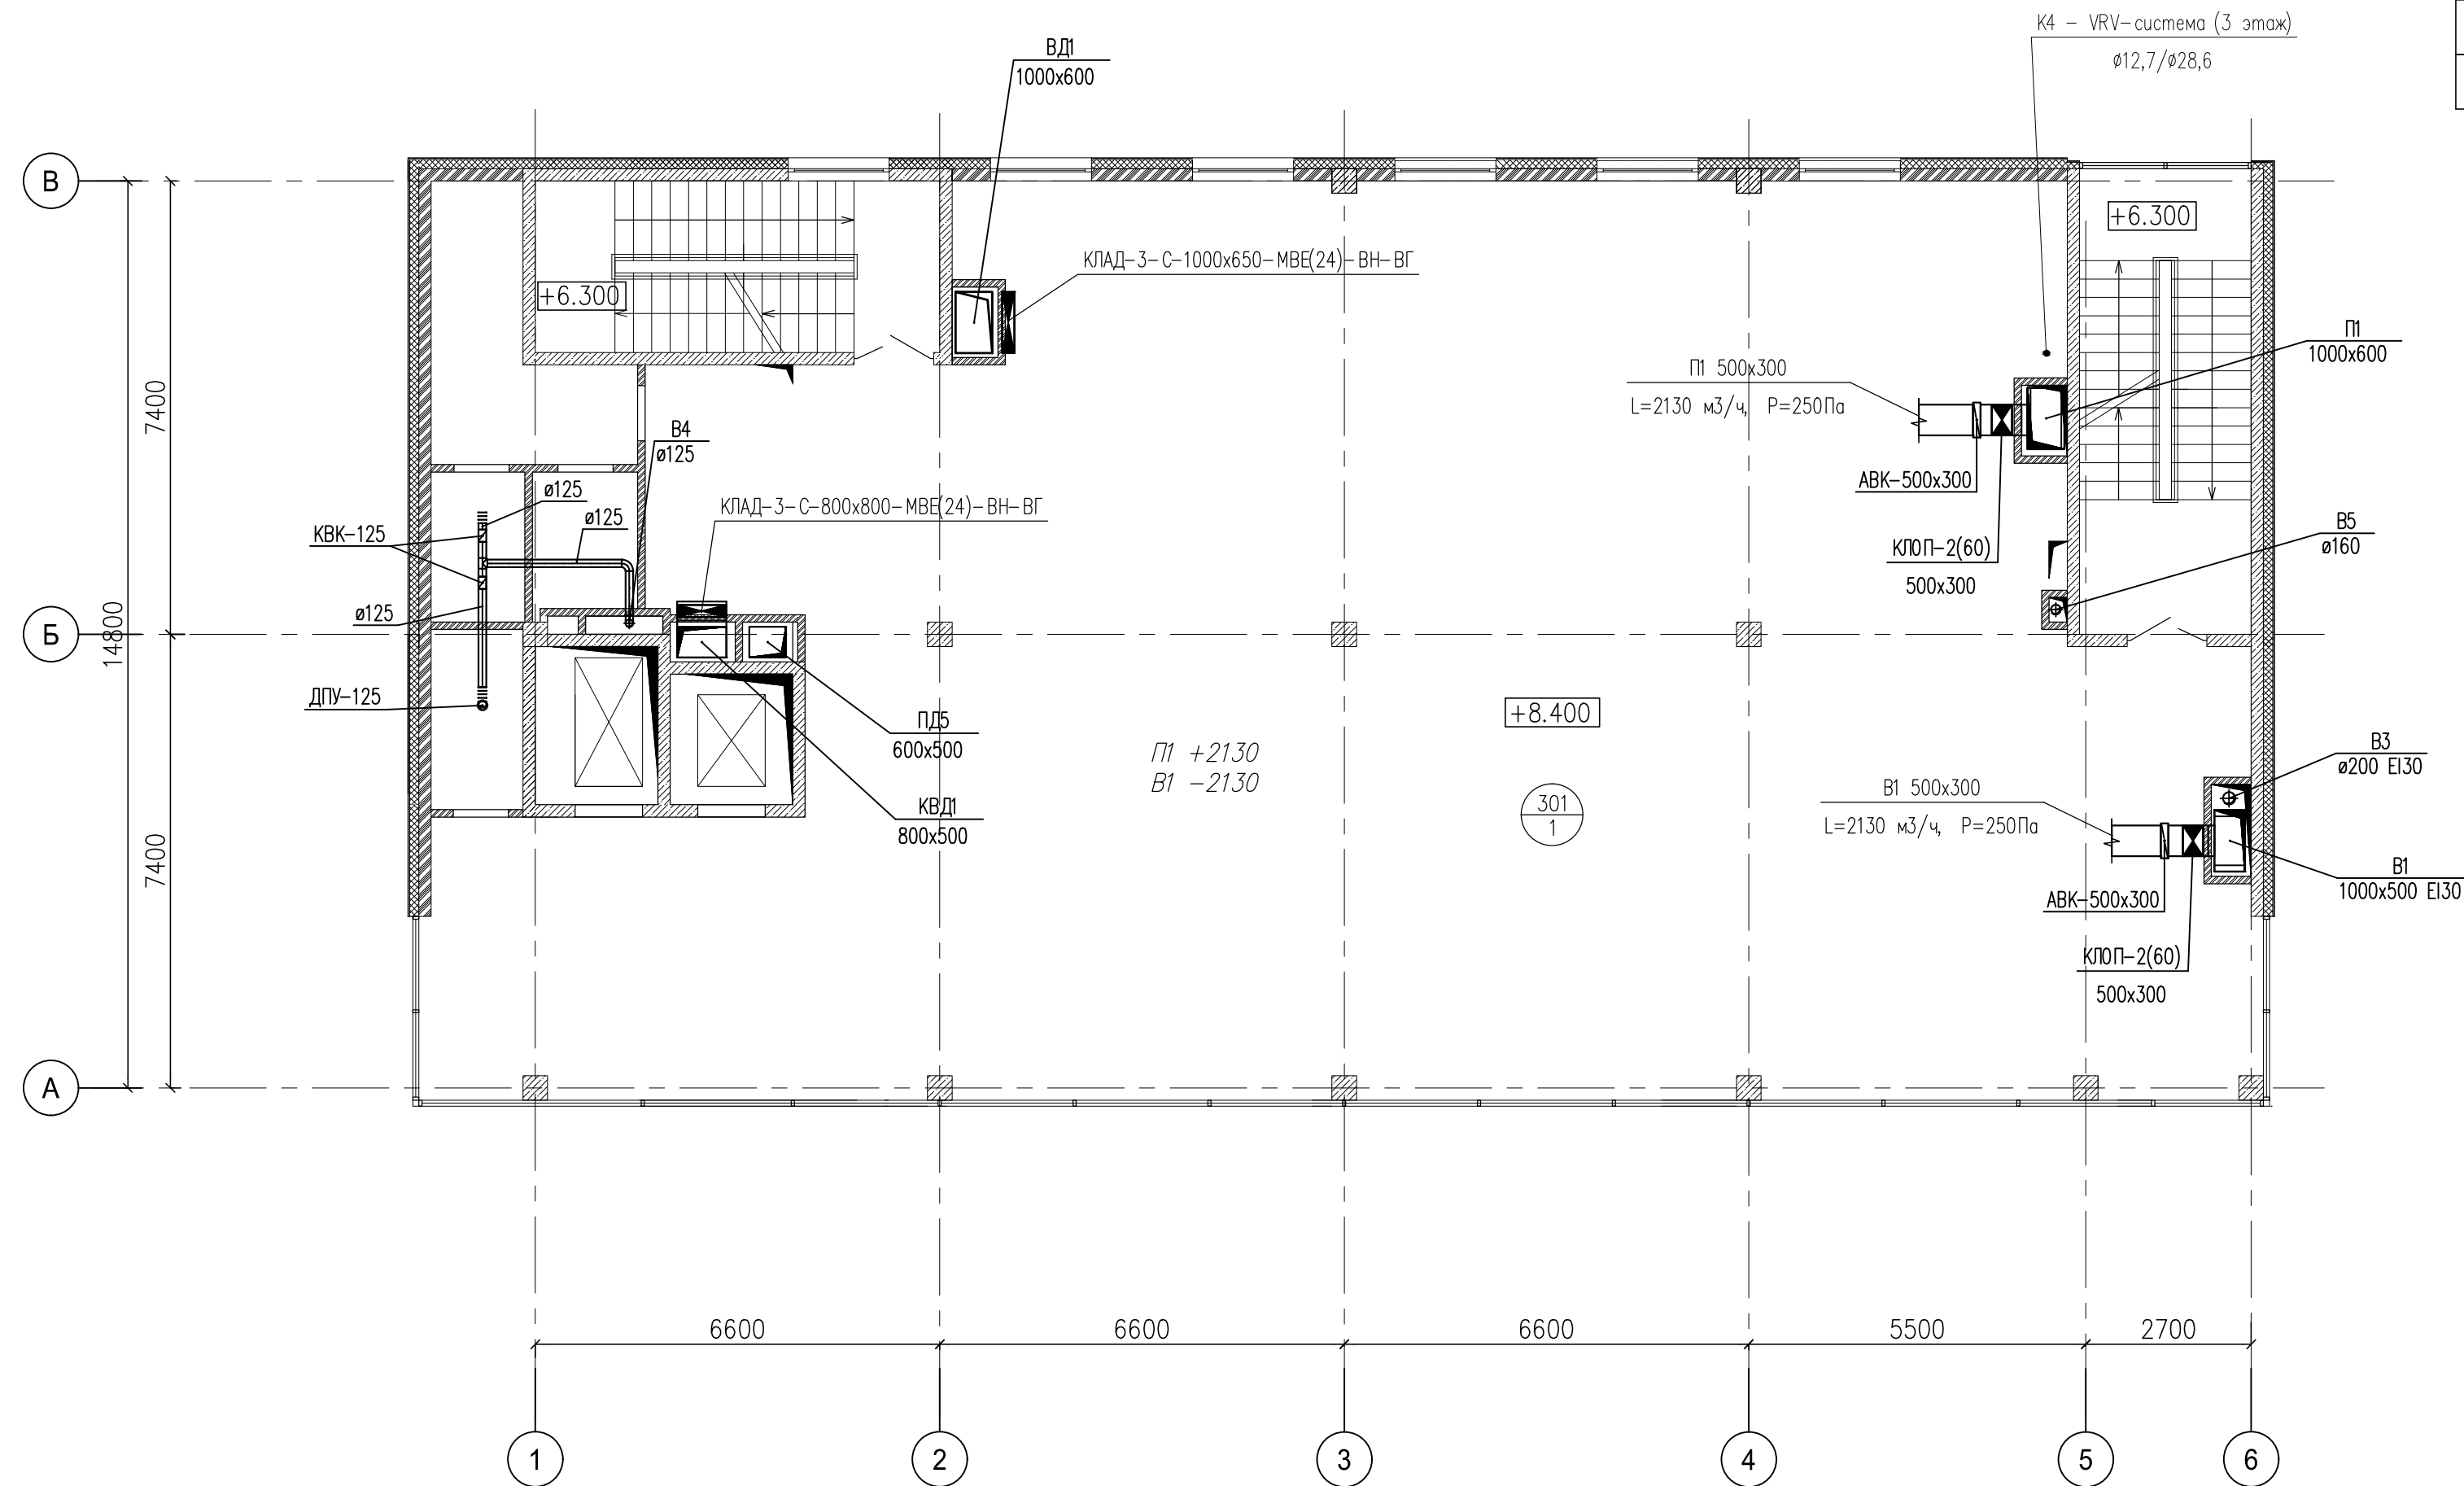 К4 - VRV-система (3 этаж)
ø12,7/ø28,6
ВД1
1000х600
В
+6.300
КЛАД-3-С-1000х650-МВЕ(24)-ВН-ВГ
+6.300
П1
1000х600
П1 500х300
L=2130 м3/ч, Р=250Па
7400
В4
ø125
АВК-500х300
ø125
КЛАД-3-С-800х800-МВЕ(24)-ВН-ВГ
ø125
КВК-125
В5
ø160
КЛОП-2(60)
500х300
ø125
Б
14800
ДПУ-125
ПД5
600х500
+8.400
П1 +2130
В1 -2130
В3
ø200 EI30
КВД1
800х500
301
1
В1 500х300
L=2130 м3/ч, Р=250Па
7400
В1
1000х500 EI30
АВК-500х300
КЛОП-2(60)
500х300
А
6600
6600
6600
5500
2700
1
2
3
4
5
6